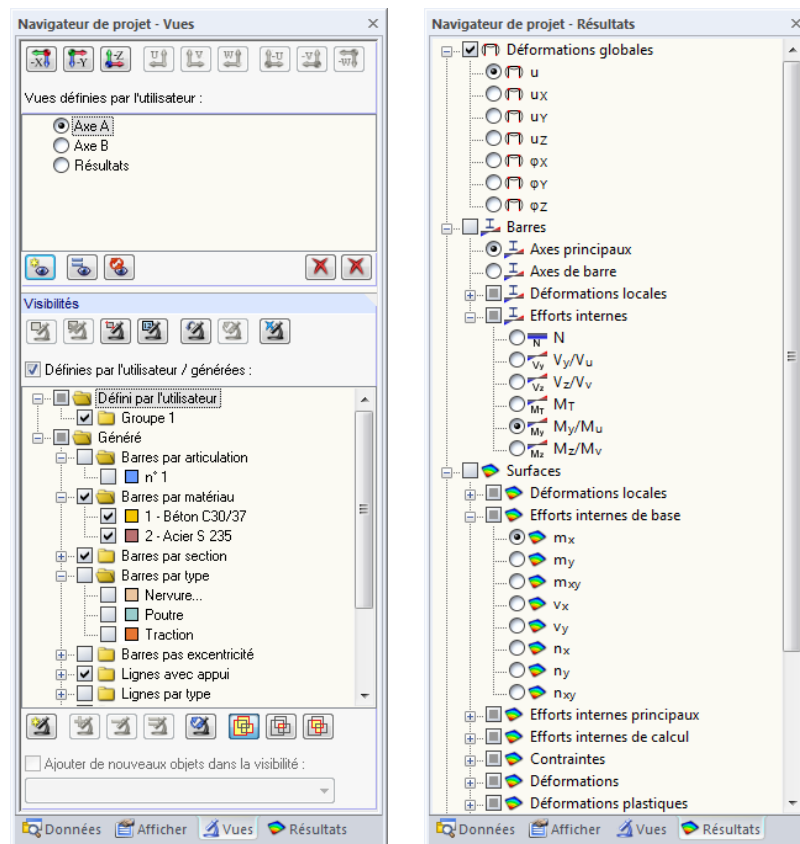 Navigateur de projet - Vues
-X -Y -Z U V W -U -V -W
Vues définies par l'utilisateur :
Axe A
Axe B
Résultats
Visibilités
Définies par l'utilisateur / générées :
Défini par l'utilisateur
Groupe 1
Généré
Barres par articulation
n° 1
Barres par matériau
1 - Béton C30/37
2 - Acier S 235
Barres par section
Barres par type
Nervure...
Poutre
Traction
Barres pas excentricité
Lignes avec appui
Lignes par type
Ajouter de nouveaux objets dans la visibilité :
Données Afficher Vues Résultats
Navigateur de projet - Résultats
Déformations globales
u
uX
uY
uZ
φX
φY
φZ
Barres
Axes principaux
Axes de barre
Déformations locales
Efforts internes
N N
Vy Vy/Vu
Vz Vz/Vv
MT MT
My My/Mu
Mz Mz/Mv
Surfaces
Déformations locales
Efforts internes de base
mx
my
mxy
vx
vy
nx
ny
nxy
Efforts internes principaux
Efforts internes de calcul
Contraintes
Déformations
Déformations plastiques
Données Afficher Vues Résultats